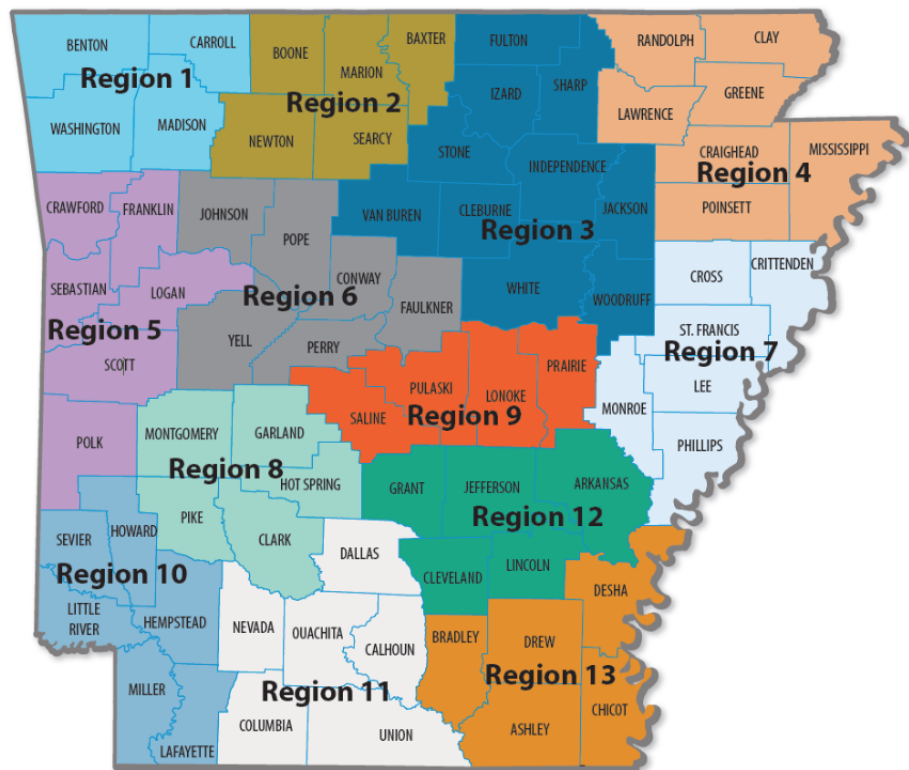 BENTON
CARROLL
Region 1
WASHINGTON
MADISON
BOONE
MARION
BAXTER
Region 2
NEWTON
SEARCY
FULTON
IZARD
SHARP
STONE
INDEPENDENCE
VAN BUREN
CLEBURNE
JACKSON
Region 3
WHITE
WOODRUFF
RANDOLPH
CLAY
GREENE
LAWRENCE
CRAIGHEAD
MISSISSIPPI
Region 4
POINSETT
CRAWFORD
FRANKLIN
SEBASTIAN
LOGAN
Region 5
SCOTT
POLK
JOHNSON
POPE
CONWAY
Region 6
FAULKNER
YELL
PERRY
CROSS
CRITTENDEN
ST. FRANCIS
Region 7
LEE
MONROE
PHILLIPS
MONTGOMERY
GARLAND
Region 8
HOT SPRING
PIKE
CLARK
PULASKI
LONOKE
PRAIRIE
SALINE
Region 9
SEVIER
HOWARD
Region 10
LITTLE
RIVER
HEMPSTEAD
MILLER
LAFAYETTE
DALLAS
NEVADA
OUACHITA
CALHOUN
Region 11
COLUMBIA
UNION
GRANT
JEFFERSON
ARKANSAS
Region 12
CLEVELAND
LINCOLN
DESHA
BRADLEY
DREW
Region 13
ASHLEY
CHICOT